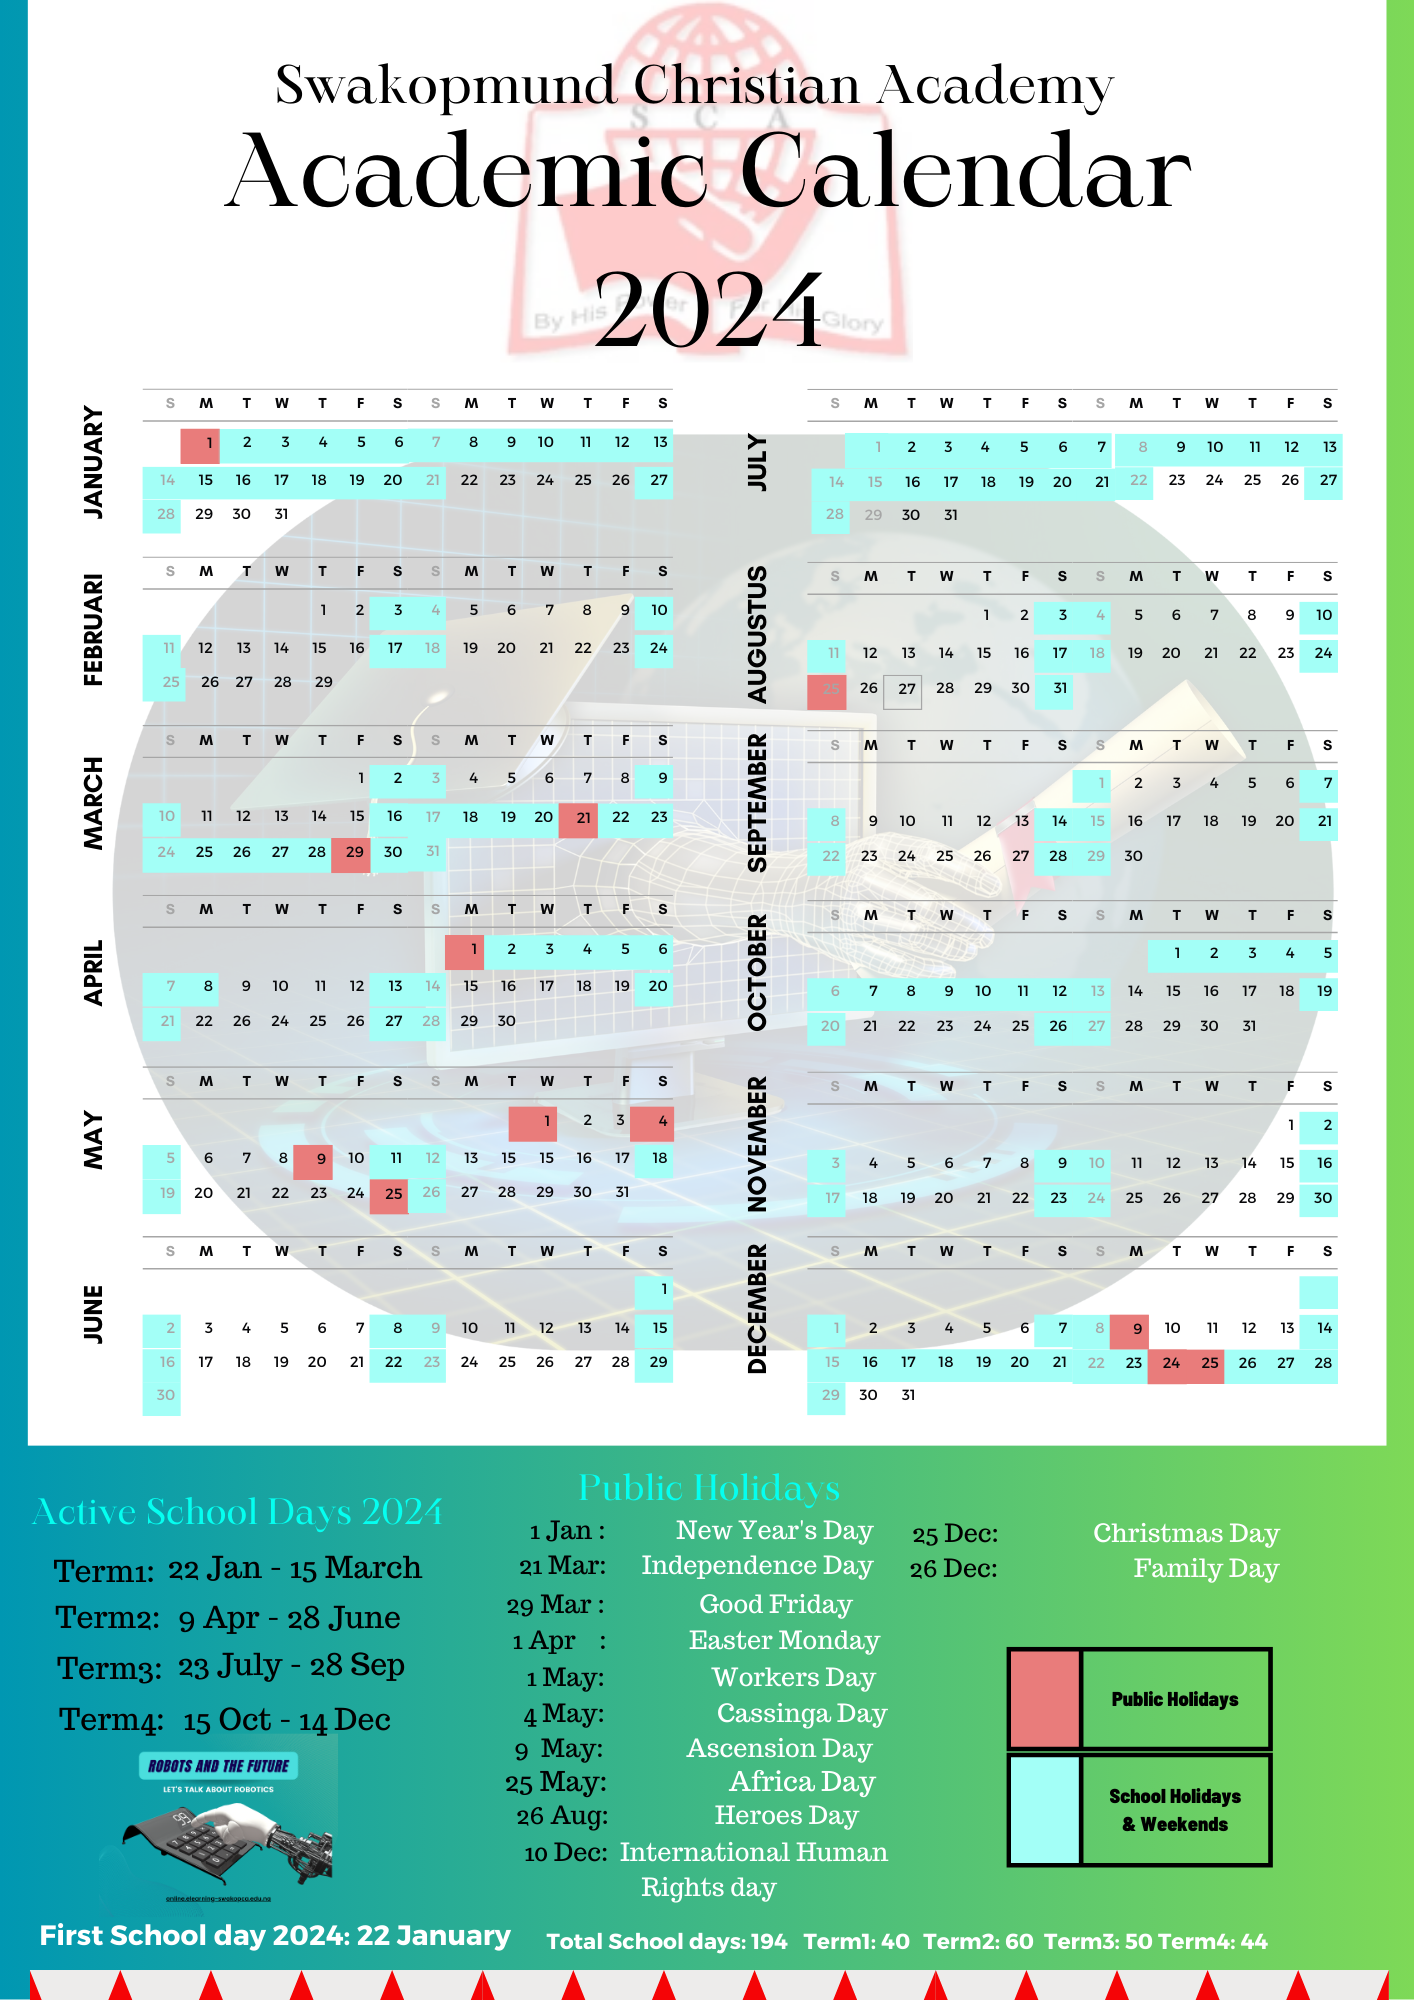 Swakopmund Christian Academy
S C A
Academic Calendar
2024
By His Power For His Glory
JANUARY
S M T W T F S S M T W T F S
1 2 3 4 5 6 7 8 9 10 11 12 13
14 15 16 17 18 19 20 21 22 23 24 25 26 27
28 29 30 31
FEBRUARI
S M T W T F S S M T W T F S
1 2 3 4 5 6 7 8 9 10
11 12 13 14 15 16 17 18 19 20 21 22 23 24
25 26 27 28 29
MARCH
S M T W T F S S M T W T F S
1 2 3 4 5 6 7 8 9
10 11 12 13 14 15 16 17 18 19 20 21 22 23
24 25 26 27 28 29 30 31
APRIL
S M T W T F S S M T W T F S
1 2 3 4 5 6
7 8 9 10 11 12 13 14 15 16 17 18 19 20
21 22 26 24 25 26 27 28 29 30
MAY
S M T W T F S S M T W T F S
1 2 3 4
5 6 7 8 9 10 11 12 13 15 15 16 17 18
19 20 21 22 23 24 25 26 27 28 29 30 31
JUNE
S M T W T F S S M T W T F S
1
2 3 4 5 6 7 8 9 10 11 12 13 14 15
16 17 18 19 20 21 22 23 24 25 26 27 28 29
30
JULY
S M T W T F S S M T W T F S
1 2 3 4 5 6 7 8 9 10 11 12 13
14 15 16 17 18 19 20 21 22 23 24 25 26 27
28 29 30 31
AUGUSTUS
S M T W T F S S M T W T F S
1 2 3 4 5 6 7 8 9 10
11 12 13 14 15 16 17 18 19 20 21 22 23 24
25 26 27 28 29 30 31
SEPTEMBER
S M T W T F S S M T W T F S
1 2 3 4 5 6 7
8 9 10 11 12 13 14 15 16 17 18 19 20 21
22 23 24 25 26 27 28 29 30
OCTOBER
S M T W T F S S M T W T F S
1 2 3 4 5
6 7 8 9 10 11 12 13 14 15 16 17 18 19
20 21 22 23 24 25 26 27 28 29 30 31
NOVEMBER
S M T W T F S S M T W T F S
1 2
3 4 5 6 7 8 9 10 11 12 13 14 15 16
17 18 19 20 21 22 23 24 25 26 27 28 29 30
DECEMBER
S M T W T F S S M T W T F S
1 2 3 4 5 6 7 8 9 10 11 12 13 14
15 16 17 18 19 20 21 22 23 24 25 26 27 28
29 30 31
Active School Days 2024
Term1: 22 Jan - 15 March
Term2: 9 Apr - 28 June
Term3: 23 July - 28 Sep
Term4: 15 Oct - 14 Dec
ROBOTS AND THE FUTURE
LET'S TALK ABOUT ROBOTICS
online.elearning-swakopca.edu.na
Public Holidays
1 Jan : New Year's Day
21 Mar: Independence Day
29 Mar : Good Friday
1 Apr : Easter Monday
1 May: Workers Day
4 May: Cassinga Day
9 May: Ascension Day
25 May: Africa Day
26 Aug: Heroes Day
10 Dec: International Human
Rights day
25 Dec: Christmas Day
26 Dec: Family Day
Public Holidays
School Holidays
& Weekends
First School day 2024: 22 January
Total School days: 194 Term1: 40 Term2: 60 Term3: 50 Term4: 44